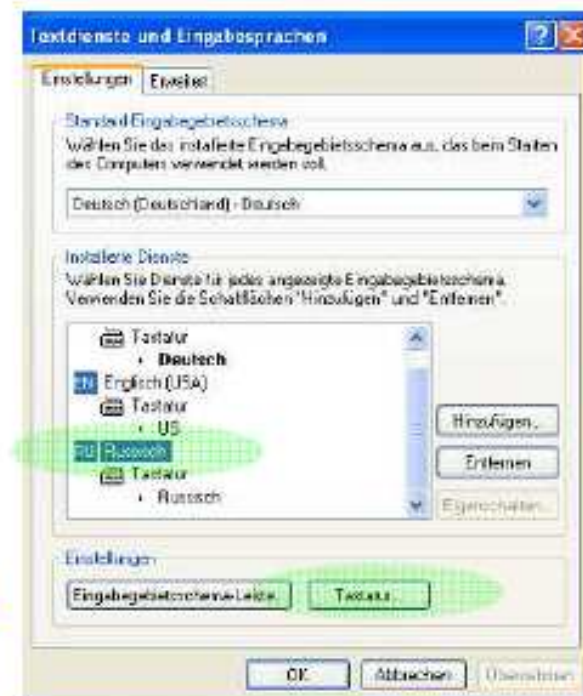 Textdienste und Eingabesprachen
Einstellungen Erweitert
Standard-Eingabegebietsschema
Wählen Sie das installierte Eingabegebietsschema aus, das beim Starten
des Computers verwendet werden soll.
Deutsch (Deutschland) - Deutsch
Installierte Dienste
Wählen Sie Dienste für jedes angezeigte Eingabegebietsschema.
Verwenden Sie die Schaltflächen "Hinzufügen" und "Entfernen".
Tastatur
Deutsch
EN Englisch (USA)
Tastatur
US
RU Russisch
Tastatur
Russisch
Hinzufügen...
Entfernen
Eigenschaften...
Einstellungen
Eingabegebietsschema-Leiste... Tastatur...
OK Abbrechen Übernehmen